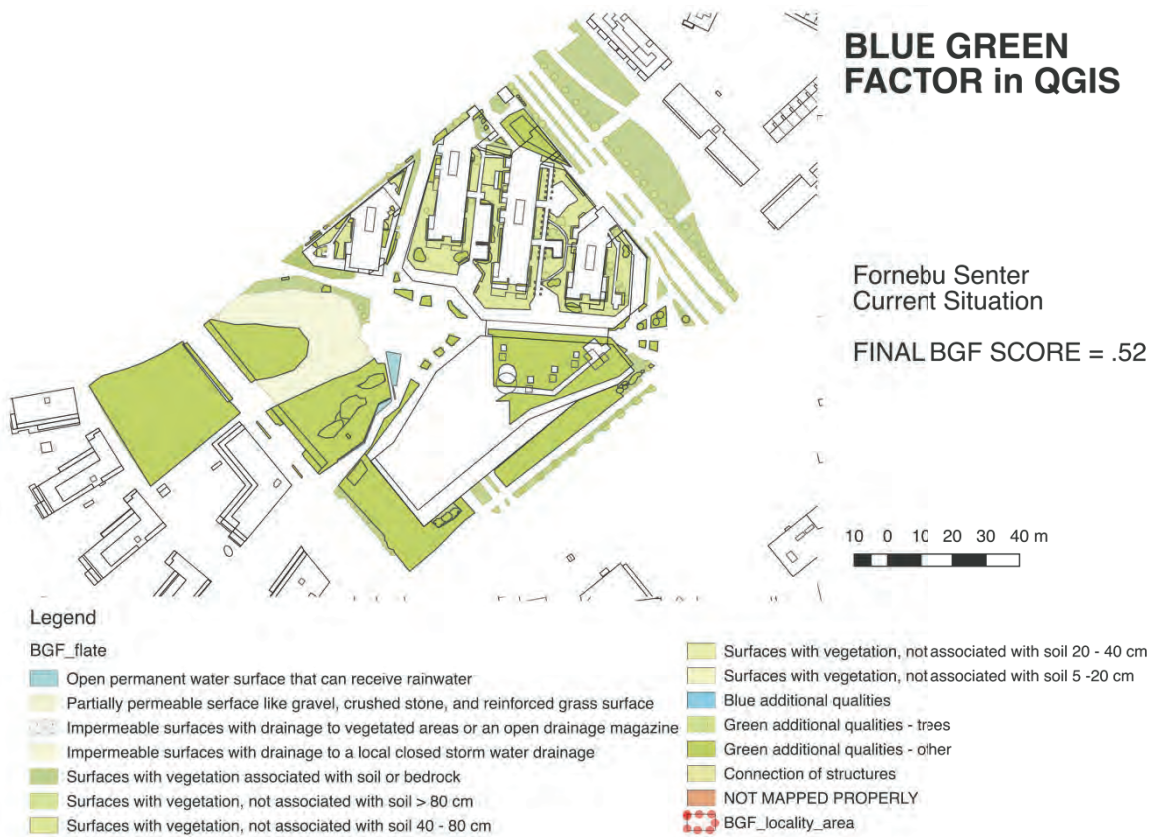 BLUE GREEN
FACTOR in QGIS
Fornebu Senter
Current Situation
FINAL BGF SCORE = .52
10 0 10 20 30 40 m
Legend
BGF_flate
Open permanent water surface that can receive rainwater
Partially permeable serface like gravel, crushed stone, and reinforced grass surface
Impermeable surfaces with drainage to vegetated areas or an open drainage magazine
Impermeable surfaces with drainage to a local closed storm water drainage
Surfaces with vegetation associated with soil or bedrock
Surfaces with vegetation, not associated with soil > 80 cm
Surfaces with vegetation, not associated with soil 40 - 80 cm
Surfaces with vegetation, not associated with soil 20 - 40 cm
Surfaces with vegetation, not associated with soil 5 -20 cm
Blue additional qualities
Green additional qualities - trees
Green additional qualities - other
Connection of structures
NOT MAPPED PROPERLY
BGF_locality_area